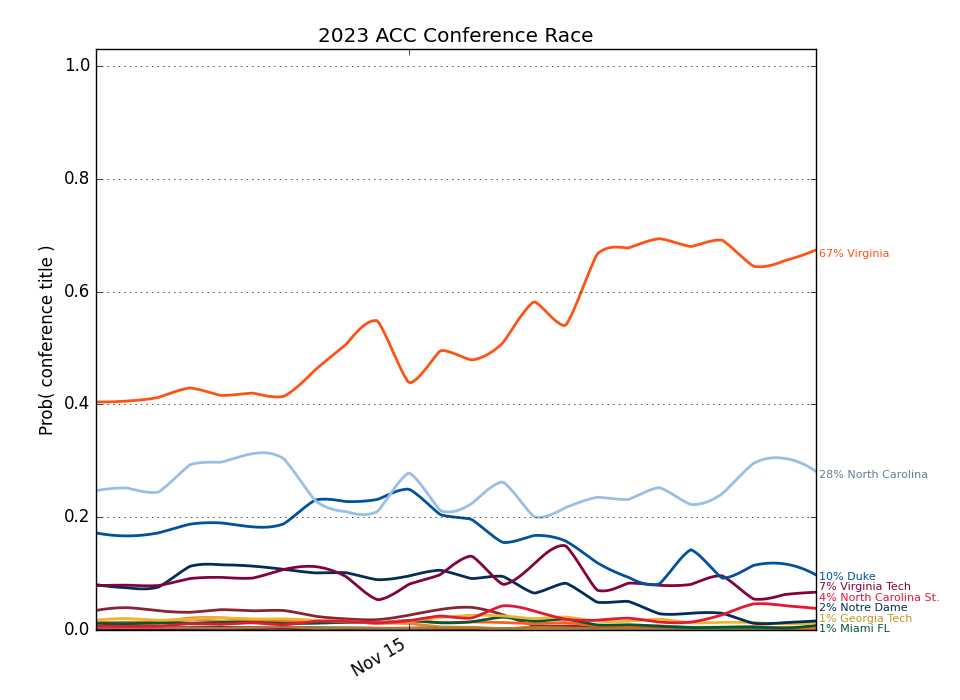 2023 ACC Conference Race
Prob( conference title )
1.0
0.8
0.6
0.4
0.2
0.0
Nov 15
67% Virginia
28% North Carolina
10% Duke
7% Virginia Tech
4% North Carolina St.
2% Notre Dame
1% Georgia Tech
1% Miami FL